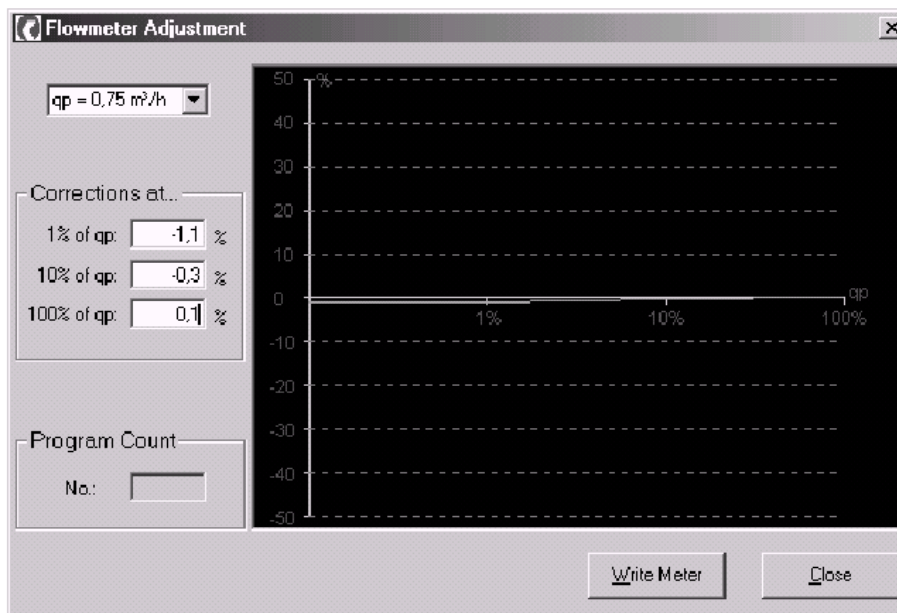 Flowmeter Adjustment
qp = 0,75 m³/h
Corrections at...
1% of qp: -1,1 %
10% of qp: -0,3 %
100% of qp: 0,1 %
Program Count
No.:
50 %
40
30
20
10
0 qp
1% 10% 100%
-10
-20
-30
-40
-50
Write Meter Close